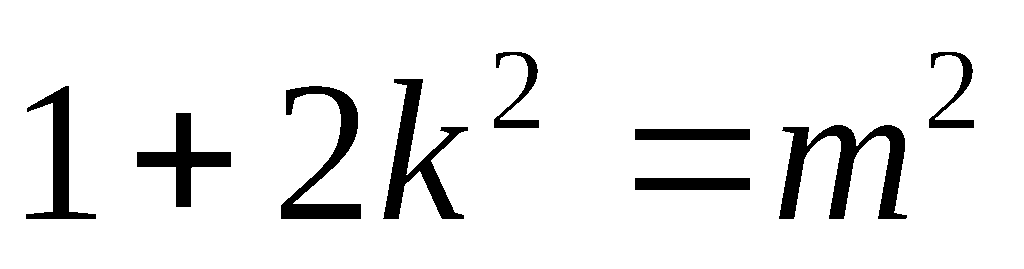 1 + 2k² = m²